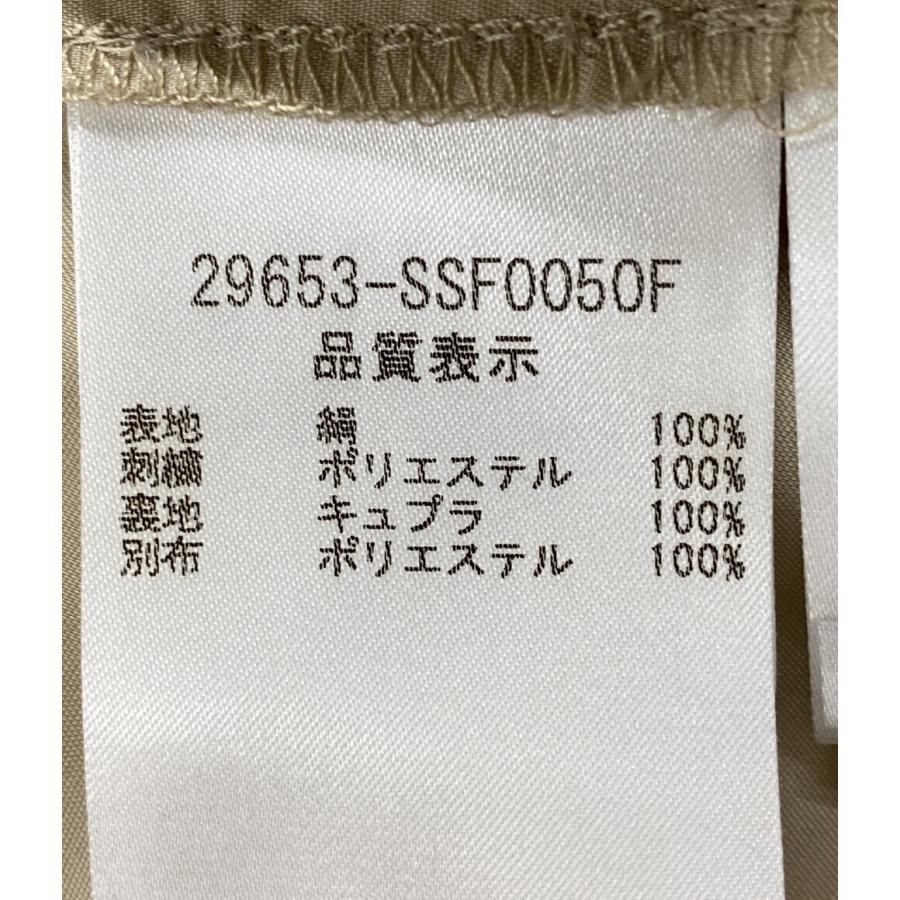 29653-SSF0050F
品質表示
表地 絹 100%
刺繍 ポリエステル 100%
裏地 キュプラ 100%
別布 ポリエステル 100%